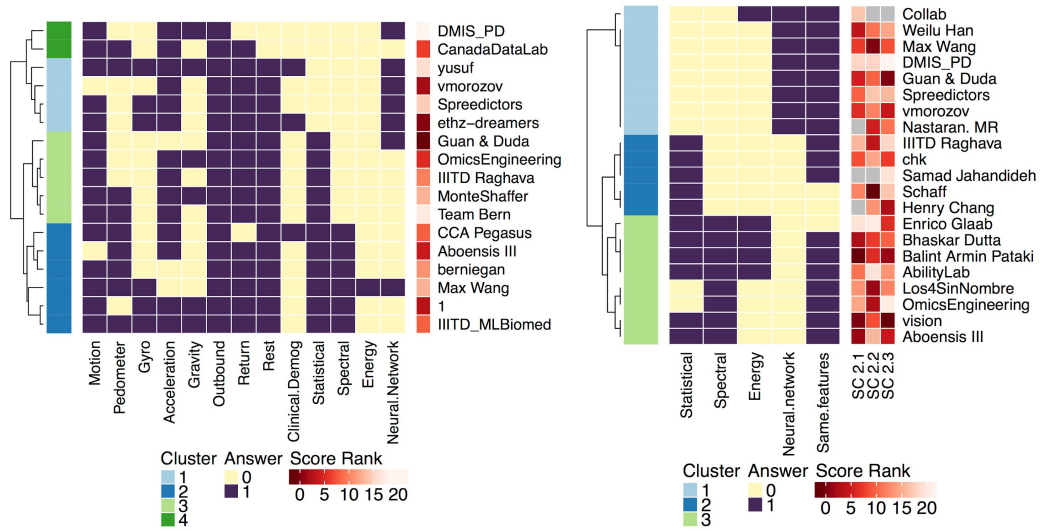 DMIS_PD
CanadaDataLab
yusuf
vmorozov
Spreedictors
ethz−dreamers
Guan & Duda
OmicsEngineering
IIITD Raghava
MonteShaffer
Team Bern
CCA Pegasus
Aboensis III
berniegan
Max Wang
1
IIITD_MLBiomed
Motion
Pedometer
Gyro
Acceleration
Gravity
Outbound
Return
Rest
Clinical.Demog
Statistical
Spectral
Energy
Neural.Network
Cluster
1
2
3
4
Answer
0
1
Score Rank
0 5 10 15 20
Collab
Weilu Han
Max Wang
DMIS_PD
Guan & Duda
Spreedictors
vmorozov
Nastaran. MR
IIITD Raghava
chk
Samad Jahandideh
Schaff
Henry Chang
Enrico Glaab
Bhaskar Dutta
Balint Armin Pataki
AbilityLab
Los4SinNombre
OmicsEngineering
vision
Aboensis III
Statistical
Spectral
Energy
Neural.network
Same.features
SC 2.1
SC 2.2
SC 2.3
Cluster
1
2
3
Answer
0
1
Score Rank
0 5 10 15 20